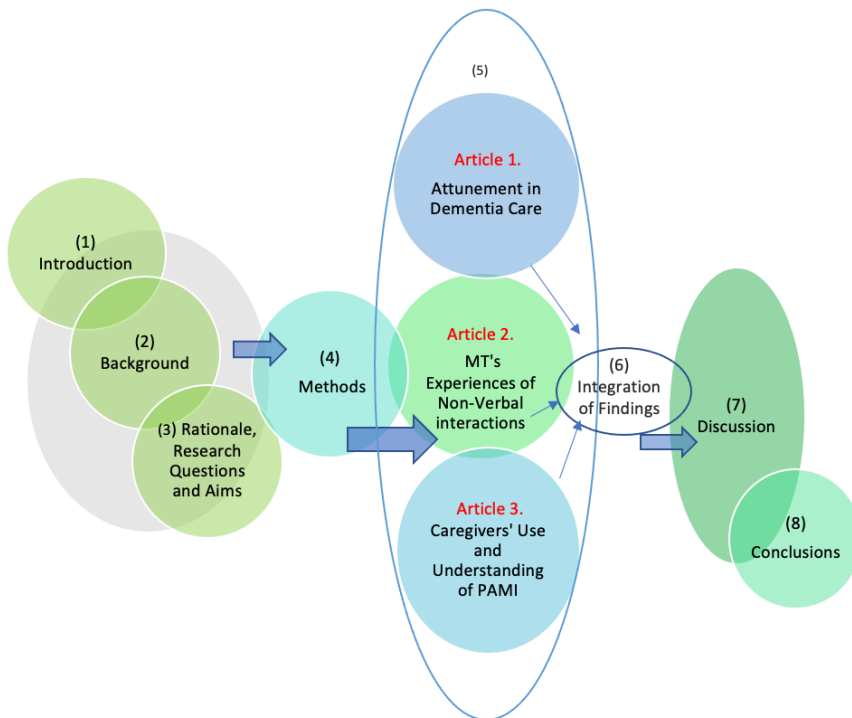 (1)
Introduction
(2)
Background
(3) Rationale,
Research
Questions
and Aims
(4)
Methods
(5)
Article 1.
Attunement in
Dementia Care
Article 2.
MT's
Experiences of
Non-Verbal
interactions
Article 3.
Caregivers' Use
and
Understanding
of PAMI
(6)
Integration
of Findings
(7)
Discussion
(8)
Conclusions